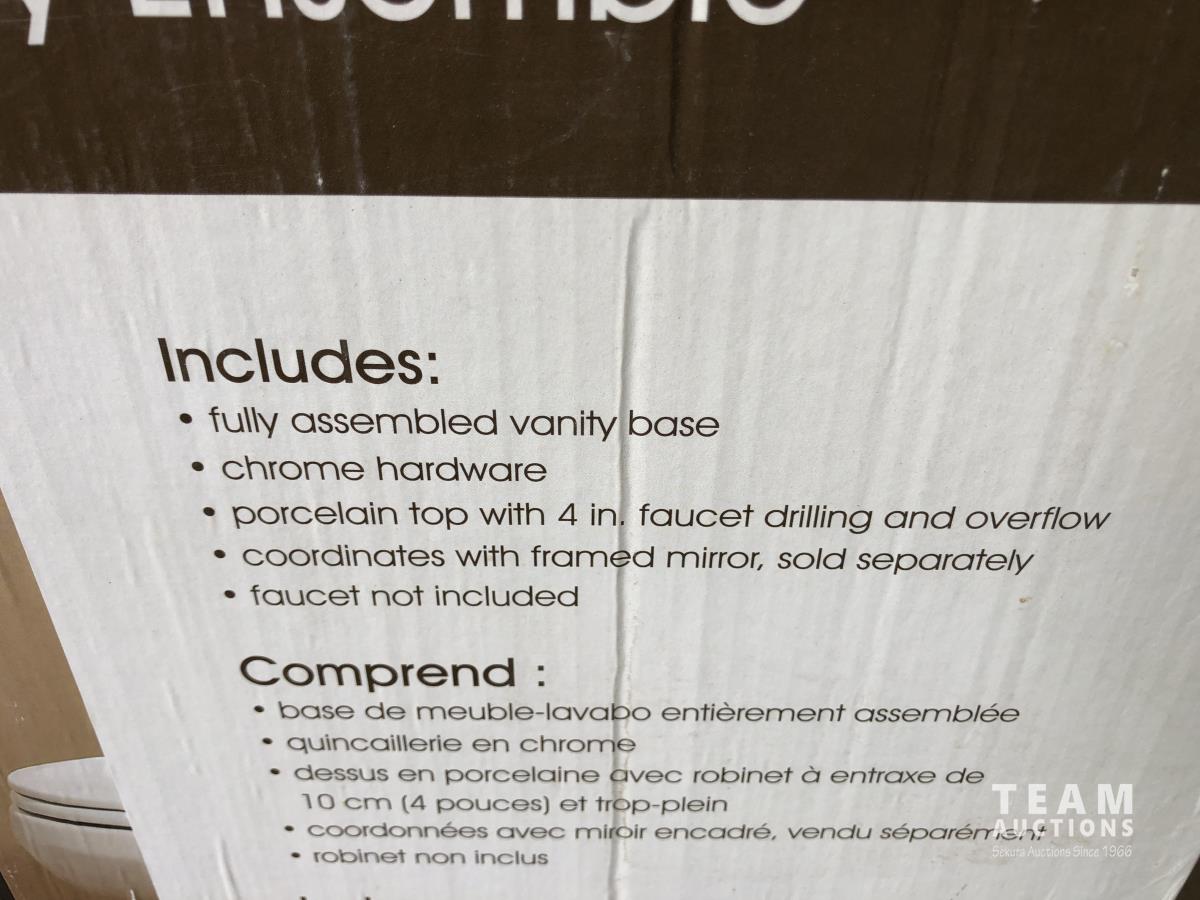 y Ensemble
Includes:
• fully assembled vanity base
• chrome hardware
• porcelain top with 4 in. faucet drilling and overflow
• coordinates with framed mirror, sold separately
• faucet not included
Comprend :
• base de meuble-lavabo entièrement assemblée
• quincaillerie en chrome
• dessus en porcelaine avec robinet à entraxe de
10 cm (4 pouces) et trop-plein
• coordonnées avec miroir encadré, vendu séparément
• robinet non inclus
TEAM
AUCTIONS
Sekura Auctions Since 1966